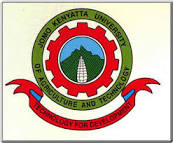 JOMO KENYATTA UNIVERSITY
OF AGRICULTURE AND TECHNOLOGY
TECHNOLOGY FOR DEVELOPMENT